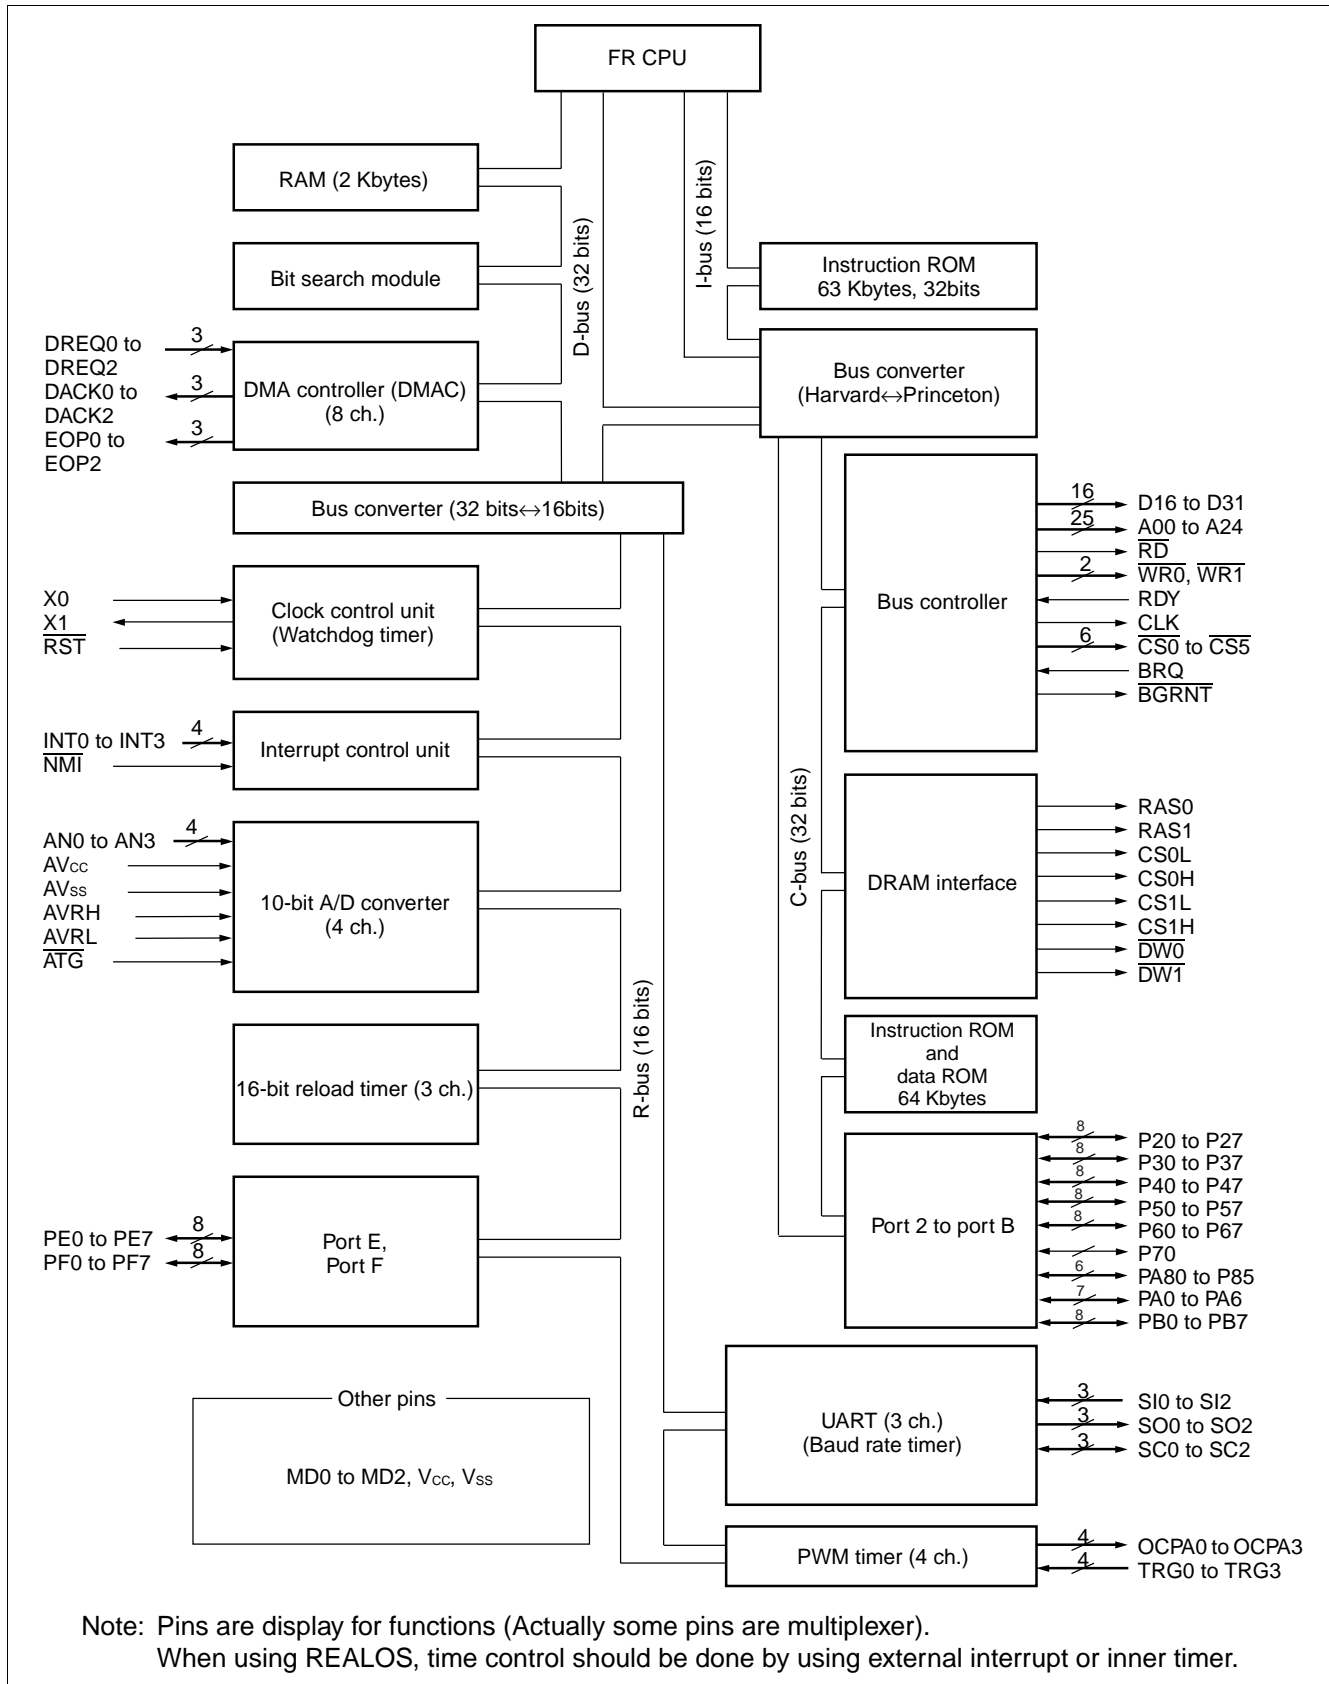 FR CPU
RAM (2 Kbytes)
Bit search module
D-bus (32 bits)
I-bus (16 bits)
Instruction ROM
63 Kbytes, 32bits
DREQ0 to
DREQ2
DACK0 to
DACK2
EOP0 to
EOP2
3
3
3
DMA controller (DMAC)
(8 ch.)
Bus converter
(Harvard↔Princeton)
Bus converter (32 bits↔16bits)
X0
X1
RST
Clock control unit
(Watchdog timer)
Bus controller
16
25
2
6
D16 to D31
A00 to A24
RD
WR0, WR1
RDY
CLK
CS0 to CS5
BRQ
BGRNT
INT0 to INT3
NMI
4
Interrupt control unit
AN0 to AN3
AVCC
AVSS
AVRH
AVRL
ATG
4
10-bit A/D converter
(4 ch.)
C-bus (32 bits)
DRAM interface
RAS0
RAS1
CS0L
CS0H
CS1L
CS1H
DW0
DW1
R-bus (16 bits)
16-bit reload timer (3 ch.)
Instruction ROM
and
data ROM
64 Kbytes
PE0 to PE7
PF0 to PF7
8
8
Port E,
Port F
Port 2 to port B
8
8
8
8
8
6
7
8
P20 to P27
P30 to P37
P40 to P47
P50 to P57
P60 to P67
P70
PA80 to P85
PA0 to PA6
PB0 to PB7
Other pins
MD0 to MD2, VCC, VSS
UART (3 ch.)
(Baud rate timer)
3
3
3
SI0 to SI2
SO0 to SO2
SC0 to SC2
PWM timer (4 ch.)
4
4
OCPA0 to OCPA3
TRG0 to TRG3
Note: Pins are display for functions (Actually some pins are multiplexer).
When using REALOS, time control should be done by using external interrupt or inner timer.